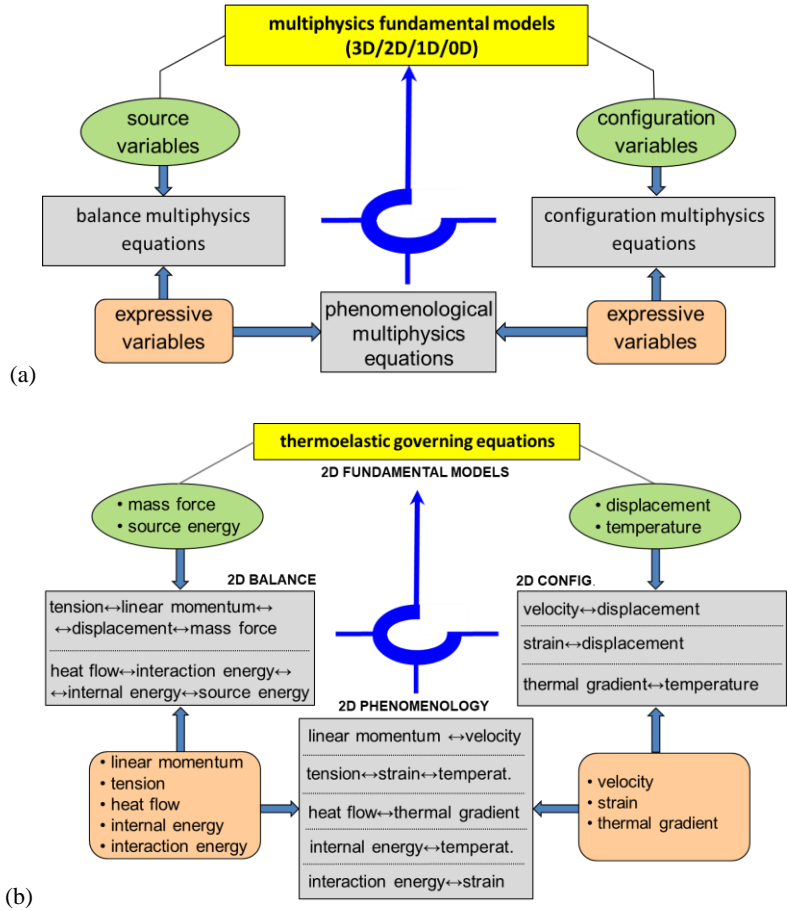 multiphysics fundamental models
(3D/2D/1D/0D)
source
variables
configuration
variables
balance multiphysics
equations
configuration multiphysics
equations
expressive
variables
phenomenological
multiphysics
equations
expressive
variables
(a)
thermoelastic governing equations
2D FUNDAMENTAL MODELS
• mass force
• source energy
• displacement
• temperature
2D BALANCE
tension↔linear momentum↔
↔displacement↔mass force
heat flow↔interaction energy↔
↔internal energy↔source energy
2D CONFIG.
velocity↔displacement
strain↔displacement
thermal gradient↔temperature
2D PHENOMENOLOGY
linear momentum ↔velocity
tension↔strain↔temperat.
heat flow↔thermal gradient
internal energy↔temperat.
interaction energy↔strain
• linear momentum
• tension
• heat flow
• internal energy
• interaction energy
• velocity
• strain
• thermal gradient
(b)